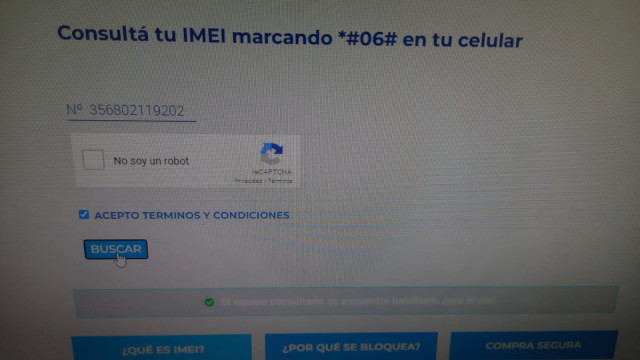 Consultá tu IMEI marcando *#06# en tu celular
Nº 356802119202
No soy un robot
reCAPTCHA
Privacidad - Términos
ACEPTO TERMINOS Y CONDICIONES
BUSCAR
El equipo consultado se encuentra habilitado para el uso.
¿QUÉ ES IMEI?
¿POR QUÉ SE BLOQUEA?
COMPRA SEGURA